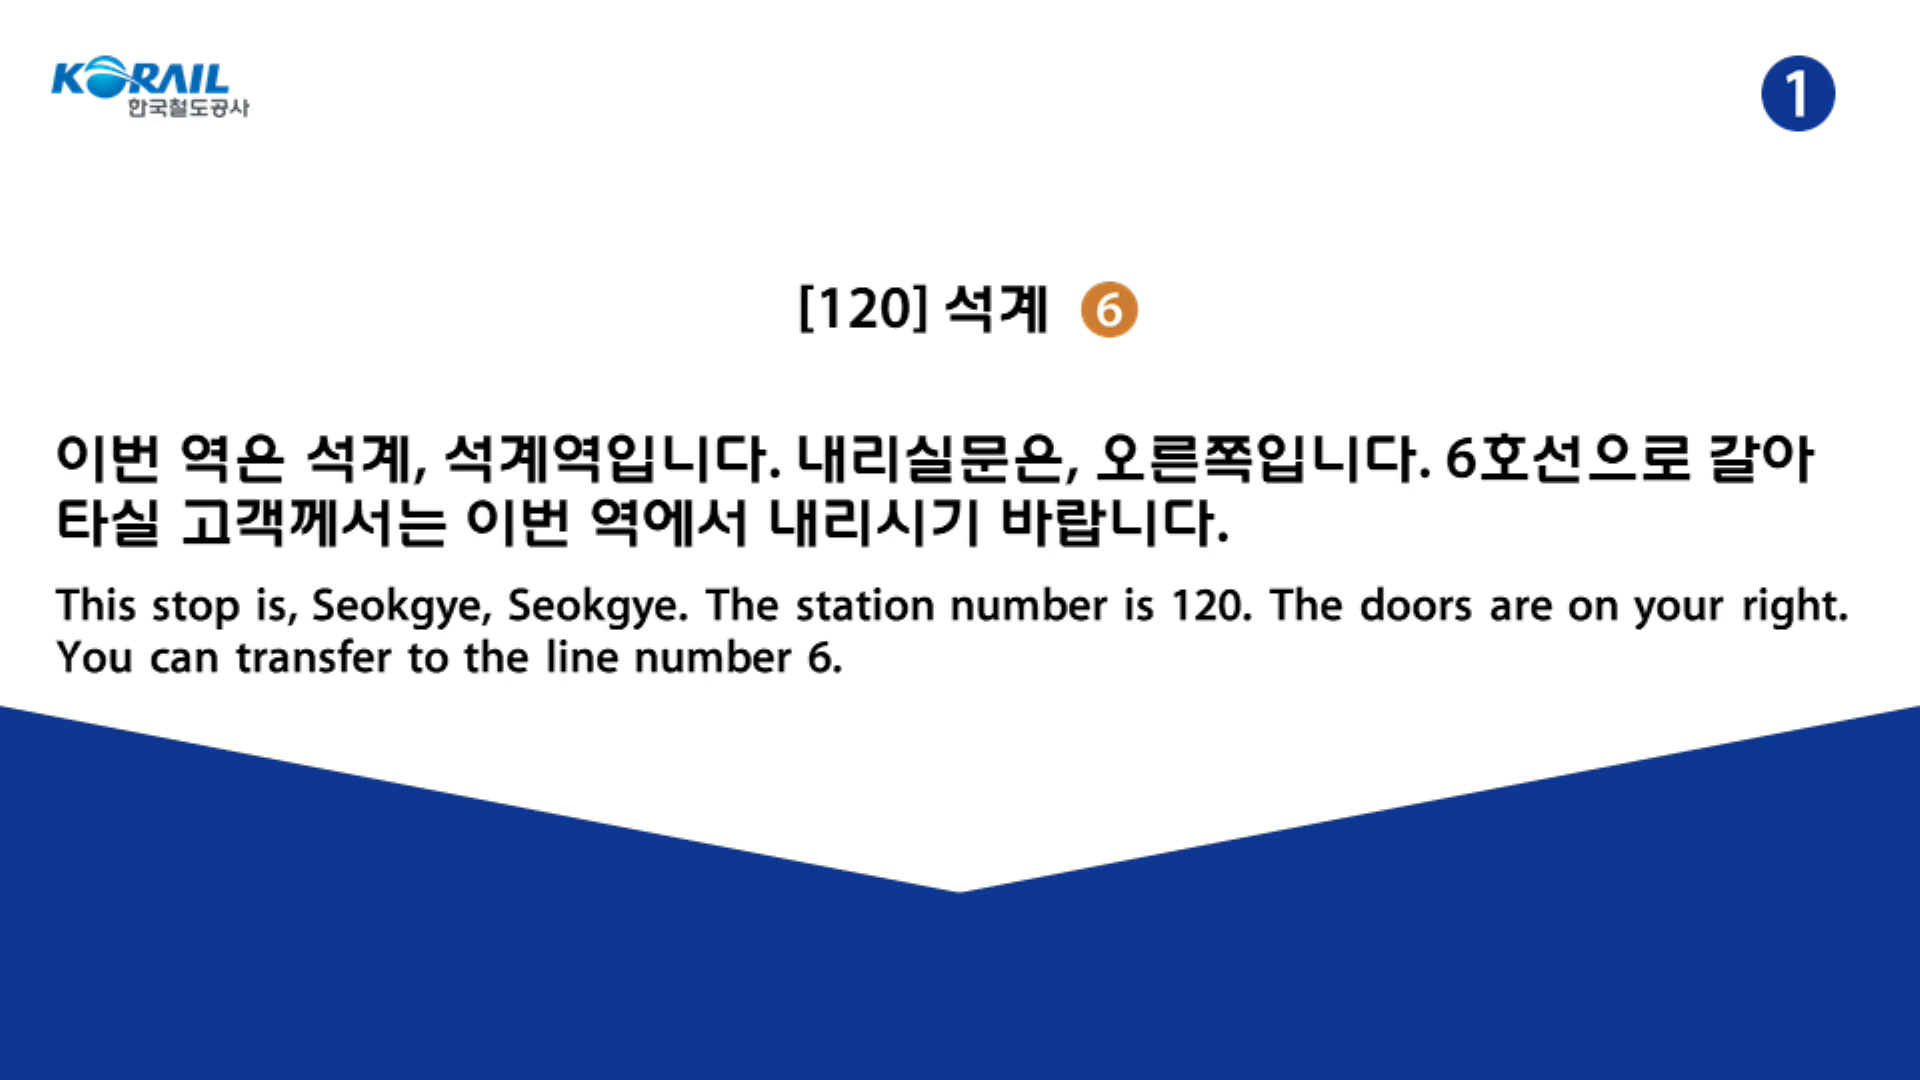 KORAIL
한국철도공사
1
[120] 석계 6
이번 역은 석계, 석계역입니다. 내리실문은, 오른쪽입니다. 6호선으로 갈아
타실 고객께서는 이번 역에서 내리시기 바랍니다.
This stop is, Seokgye, Seokgye. The station number is 120. The doors are on your right.
You can transfer to the line number 6.